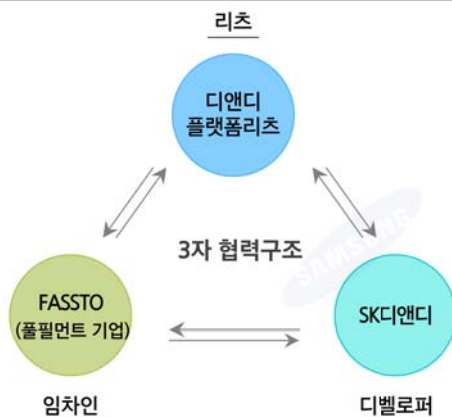 리츠
디앤디
플랫폼리츠
3자 협력구조
SAMSUNG
FASSTO
(풀필먼트 기업)
SK디앤디
임차인
디벨로퍼